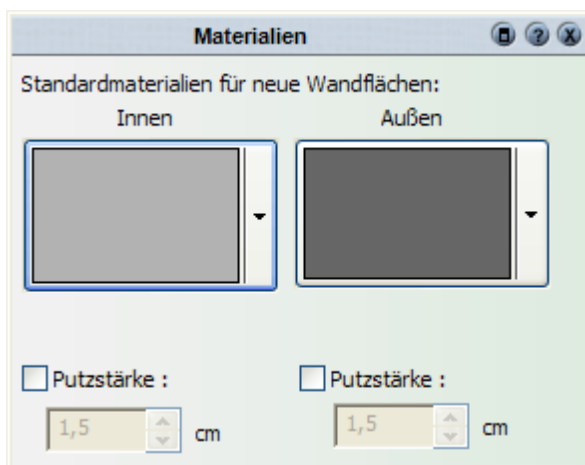 Materialien
Standardmaterialien für neue Wandflächen:
Innen Außen
Putzstärke : Putzstärke :
1,5 cm 1,5 cm